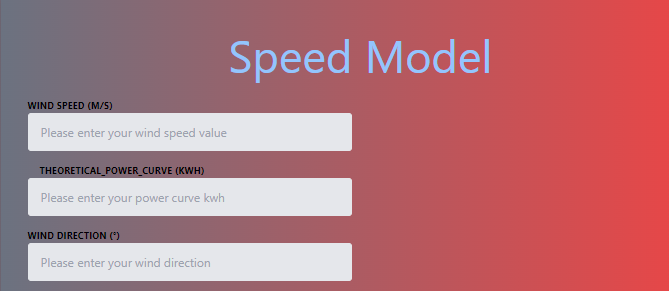 Speed Model
WIND SPEED (M/S)
Please enter your wind speed value
THEORETICAL_POWER_CURVE (KWH)
Please enter your power curve kwh
WIND DIRECTION (°)
Please enter your wind direction